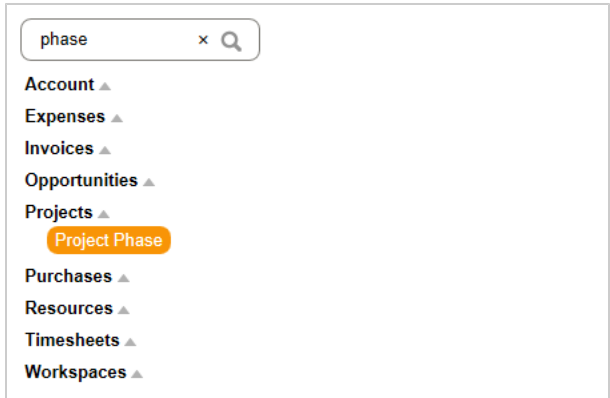 phase ×
Account
Expenses
Invoices
Opportunities
Projects
Project Phase
Purchases
Resources
Timesheets
Workspaces